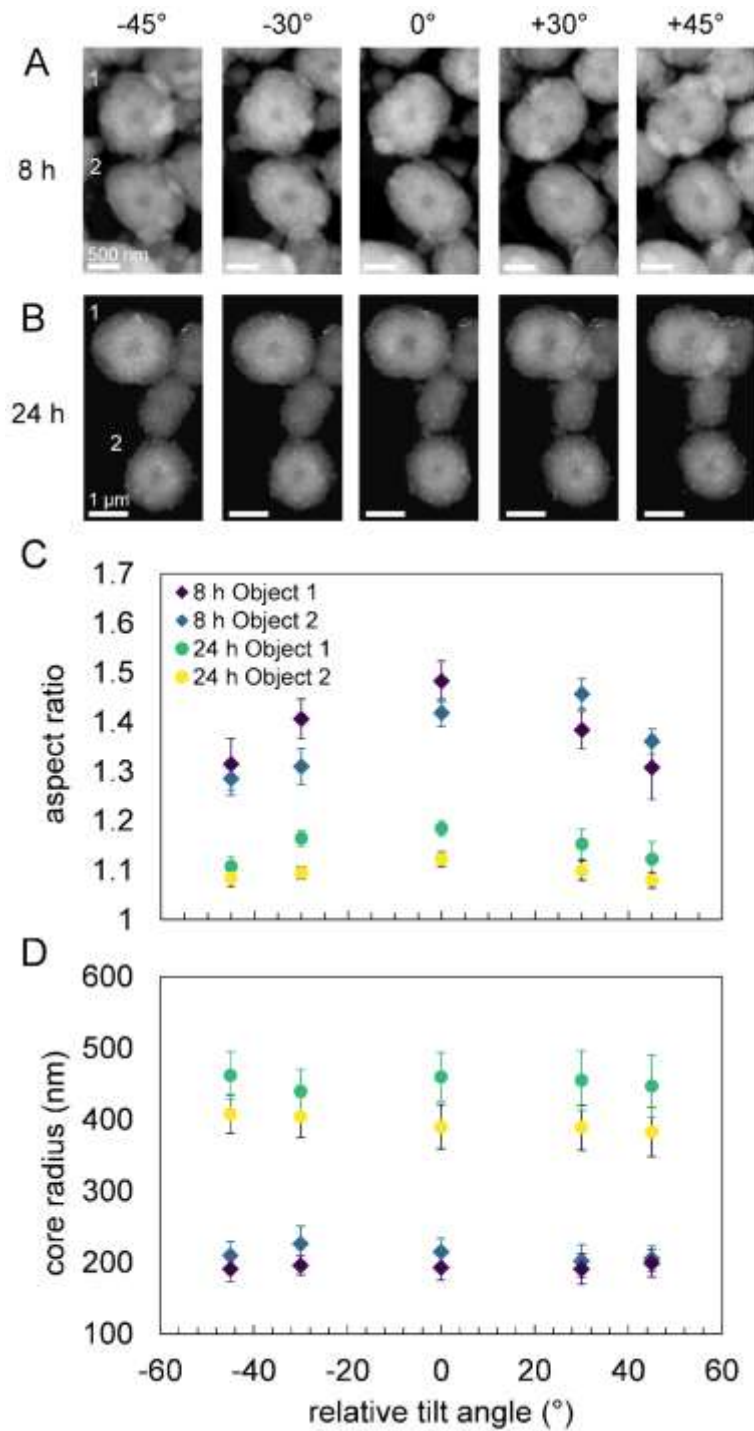 -45° -30° 0° +30° +45°
A
1
8 h
2
500 nm
B
1
24 h
2
1 µm
C
1.7
1.6
1.5
1.4
1.3
1.2
1.1
1
aspect ratio
8 h Object 1
8 h Object 2
24 h Object 1
24 h Object 2
D
600
500
400
300
200
100
core radius (nm)
-60 -40 -20 0 20 40 60
relative tilt angle (°)